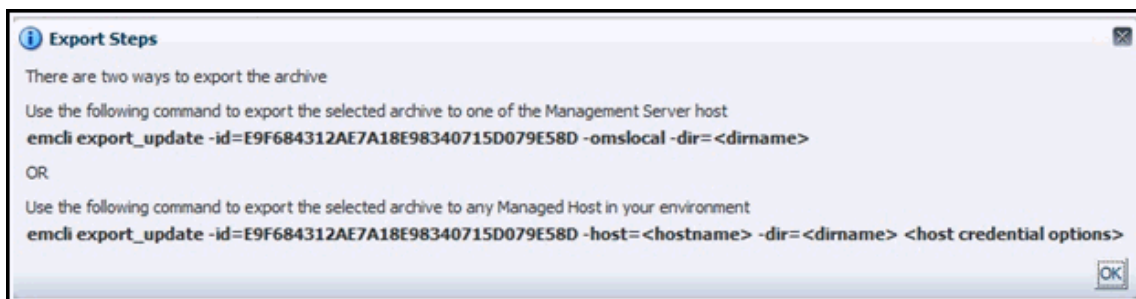 Export Steps
There are two ways to export the archive
Use the following command to export the selected archive to one of the Management Server host
emcli export_update -id=E9F684312AE7A18E98340715D079E58D -omslocal -dir=<dirname>
OR
Use the following command to export the selected archive to any Managed Host in your environment
emcli export_update -id=E9F684312AE7A18E98340715D079E58D -host=<hostname> -dir=<dirname> <host credential options>
OK